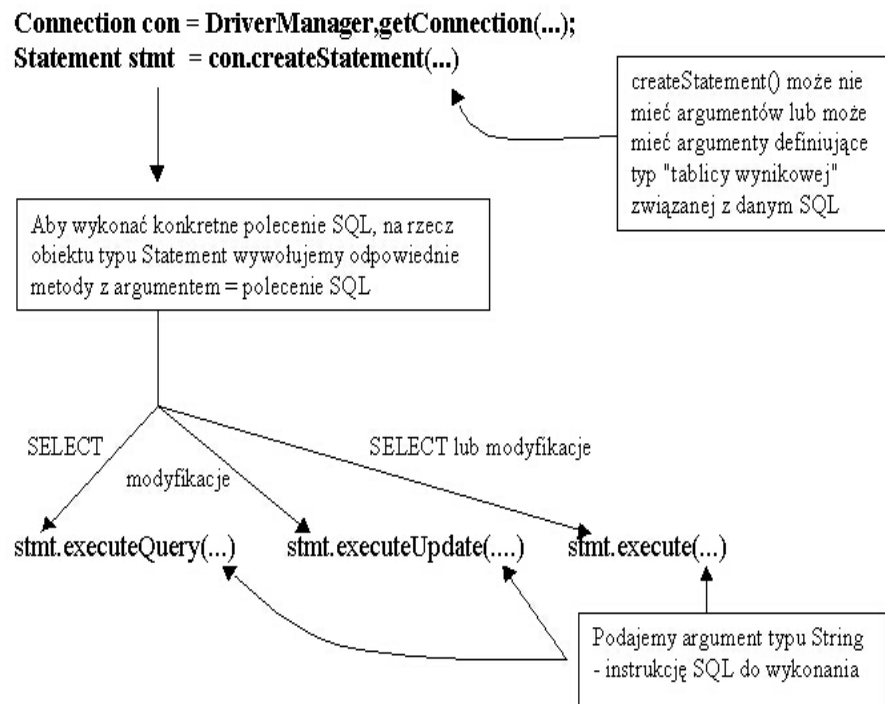 Connection con = DriverManager,getConnection(...);
Statement stmt = con.createStatement(...)
createStatement() może nie
mieć argumentów lub może
mieć argumenty definiujące
typ "tablicy wynikowej"
związanej z danym SQL
Aby wykonać konkretne polecenie SQL, na rzecz
obiektu typu Statement wywołujemy odpowiednie
metody z argumentem = polecenie SQL
SELECT
modyfikacje
SELECT lub modyfikacje
stmt.executeQuery(...)
stmt.executeUpdate(....)
stmt.execute(...)
Podajemy argument typu String
- instrukcję SQL do wykonania